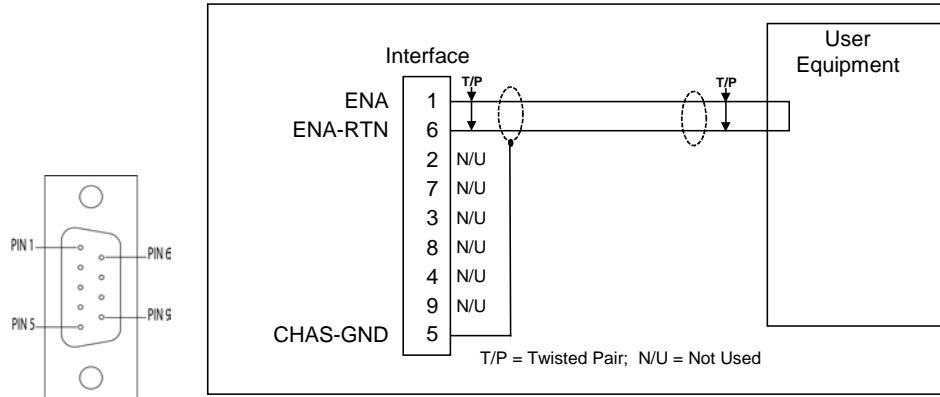 PIN 1
PIN 6
PIN 5
PIN 9
Interface
User
Equipment
T/P
T/P
ENA 1
ENA-RTN 6
2 N/U
7 N/U
3 N/U
8 N/U
4 N/U
9 N/U
CHAS-GND 5
T/P = Twisted Pair; N/U = Not Used